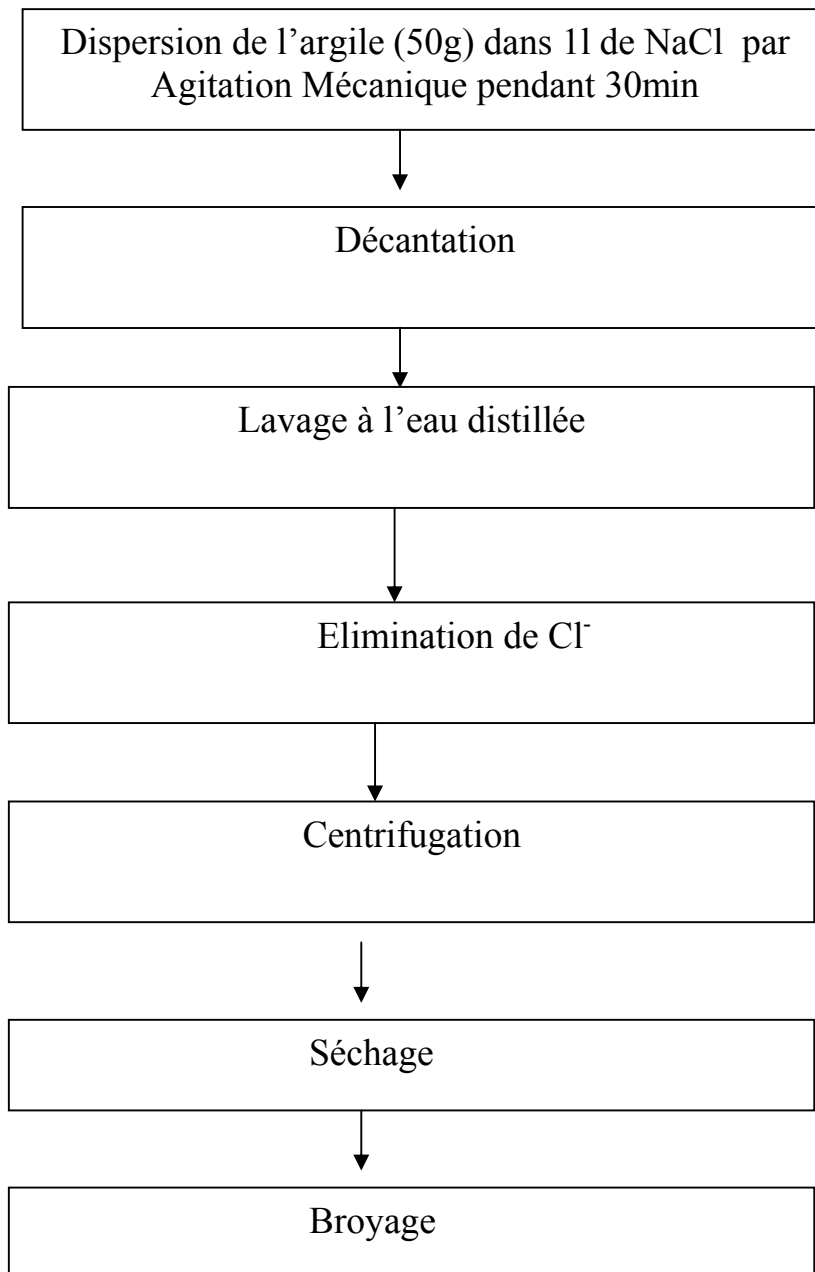 Dispersion de l’argile (50g) dans 1l de NaCl par
Agitation Mécanique pendant 30min
Décantation
Lavage à l’eau distillée
Elimination de Cl⁻
Centrifugation
Séchage
Broyage